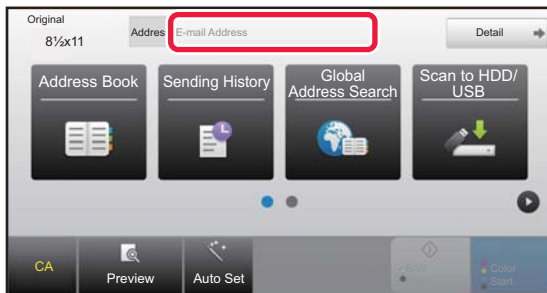 Original
8½x11
Addres
E-mail Address
Detail
Address Book
Sending History
Global
Address Search
Scan to HDD/
USB
CA
Preview
Auto Set
B/W
Start
Color
Start